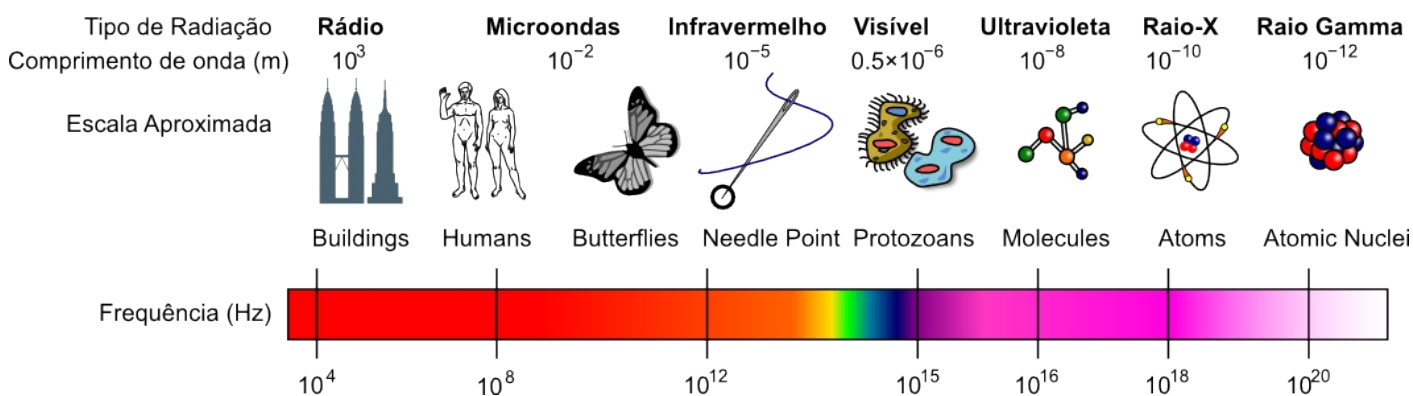 Tipo de Radiação Rádio Microondas Infravermelho Visível Ultravioleta Raio-X Raio Gamma
Comprimento de onda (m) 10³ 10⁻² 10⁻⁵ 0.5×10⁻⁶ 10⁻⁸ 10⁻¹⁰ 10⁻¹²
Escala Aproximada
Buildings Humans Butterflies Needle Point Protozoans Molecules Atoms Atomic Nuclei
Frequência (Hz)
10⁴ 10⁸ 10¹² 10¹⁵ 10¹⁶ 10¹⁸ 10²⁰